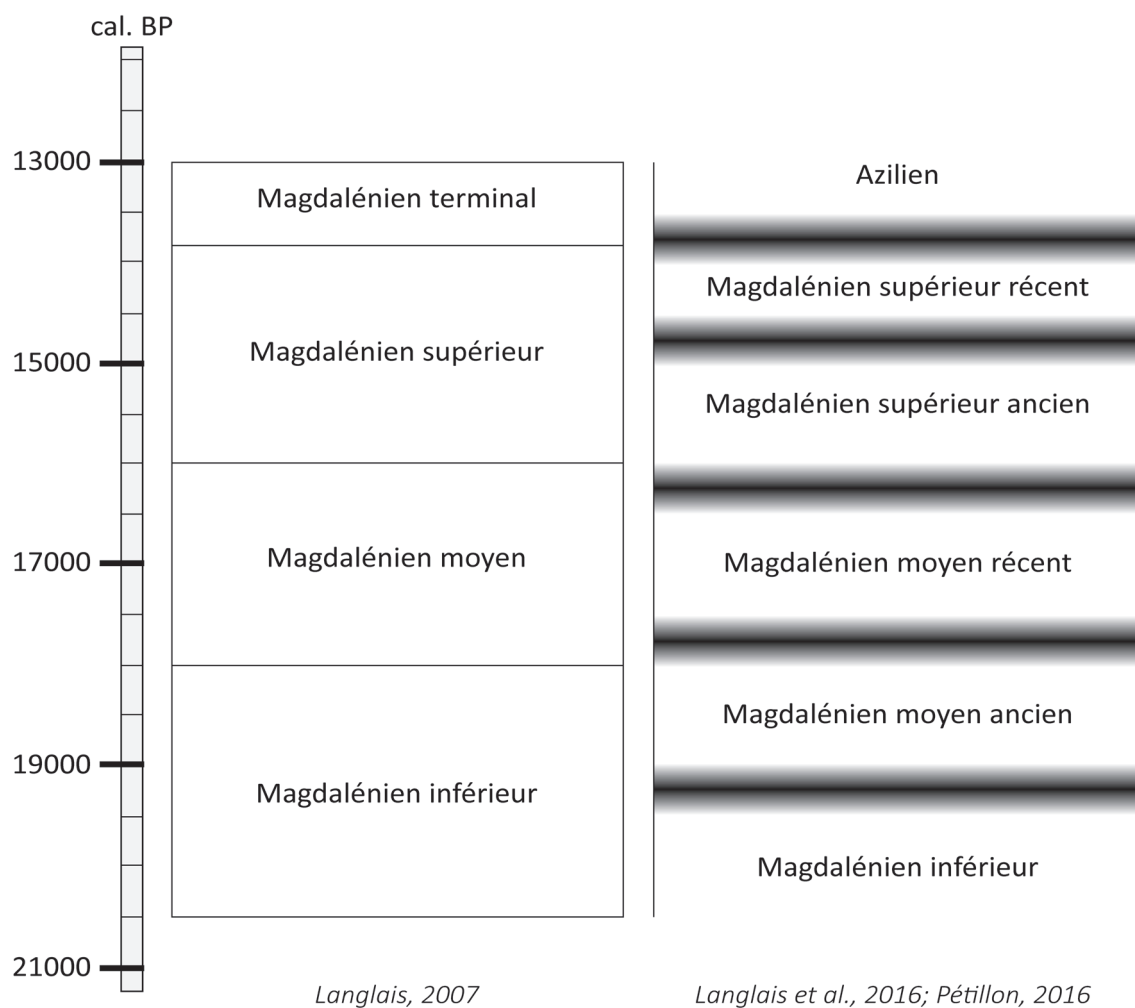 cal. BP
13000
15000
17000
19000
21000
Magdalénien terminal
Magdalénien supérieur
Magdalénien moyen
Magdalénien inférieur
Langlais, 2007
Azilien
Magdalénien supérieur récent
Magdalénien supérieur ancien
Magdalénien moyen récent
Magdalénien moyen ancien
Magdalénien inférieur
Langlais et al., 2016; Pétillon, 2016